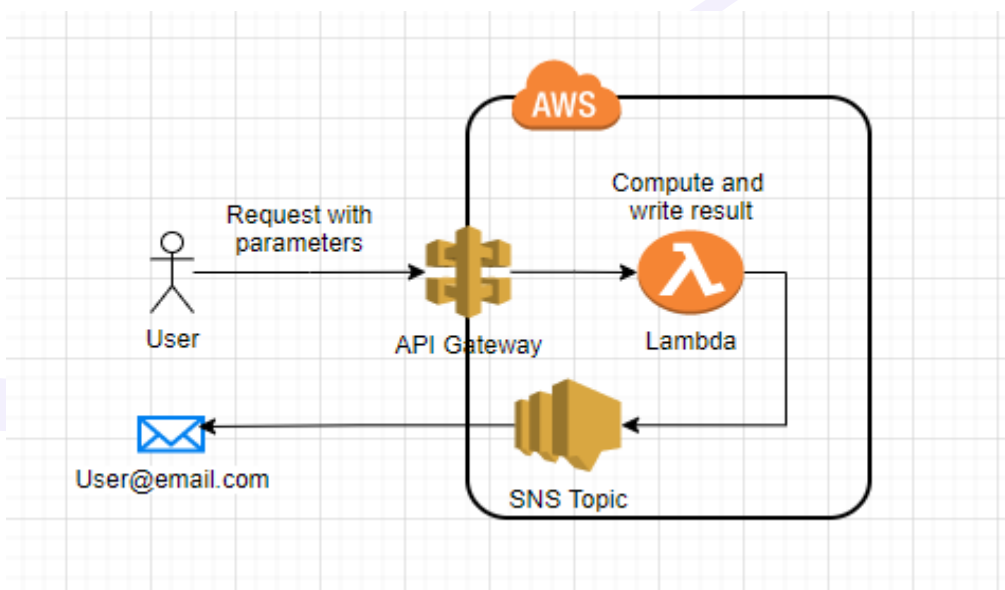 AWS
Compute and
write result
Request with
parameters
User
API Gateway
Lambda
User@email.com
SNS Topic